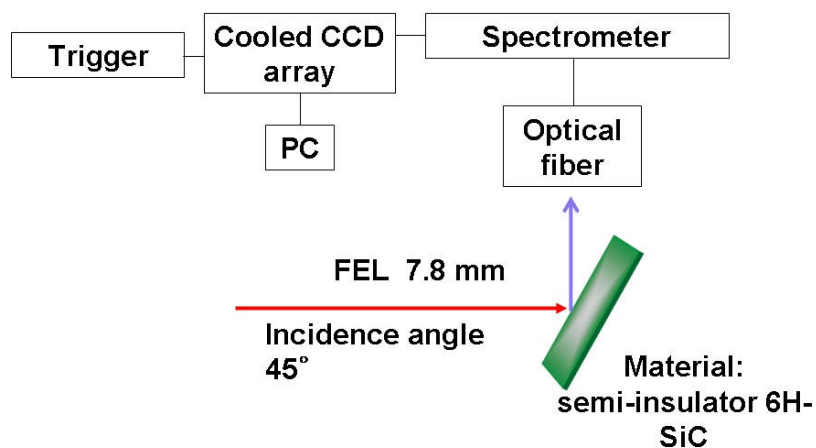 Trigger
Cooled CCD
array
Spectrometer
PC
Optical
fiber
FEL 7.8 mm
Incidence angle
45°
Material:
semi-insulator 6H-
SiC